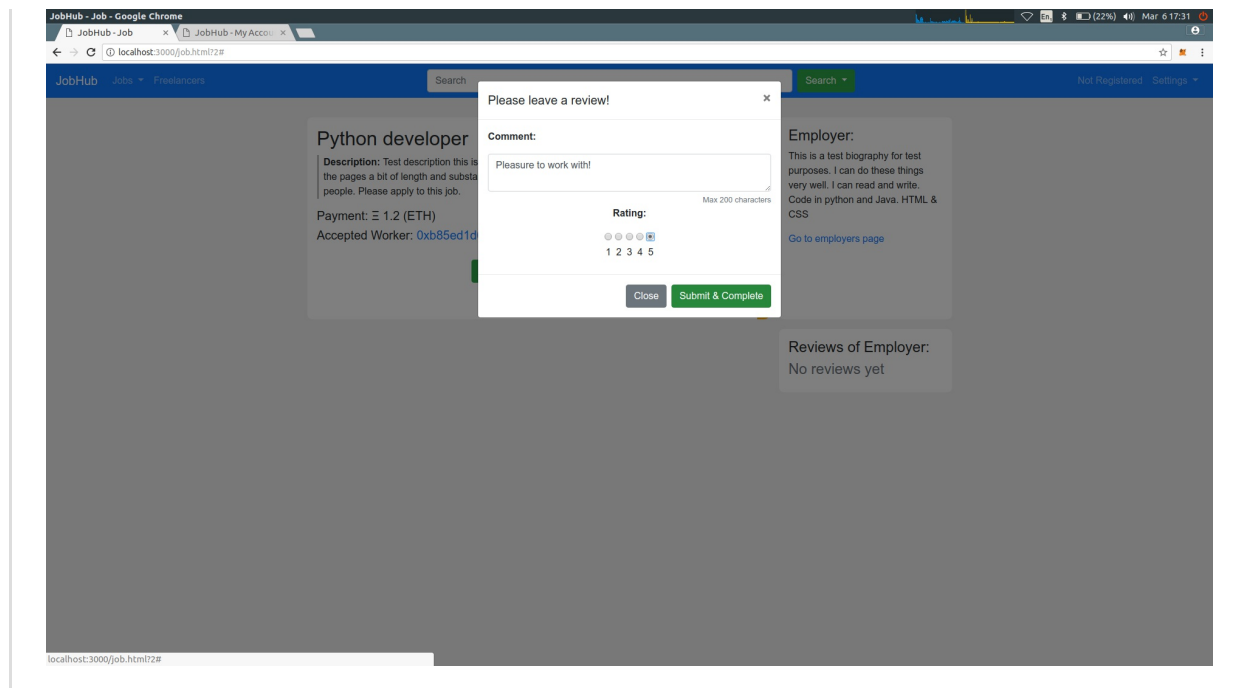 JobHub - Job - Google Chrome
En
(22%)
Mar 6 17:31
JobHub - Job
JobHub - My Accou
localhost:3000/job.html?2#
JobHub Jobs Freelancers
Search
Search
Not Registered Settings
Please leave a review!
×
Comment:
Pleasure to work with!
Max 200 characters
Rating:
1 2 3 4 5
Close
Submit & Complete
Python developer
Description: Test description this is
the pages a bit of length and substa
people. Please apply to this job.
Payment: Ξ 1.2 (ETH)
Accepted Worker: 0xb85ed1d
Employer:
This is a test biography for test
purposes. I can do these things
very well. I can read and write.
Code in python and Java. HTML &
CSS
Go to employers page
Reviews of Employer:
No reviews yet
localhost:3000/job.html?2#